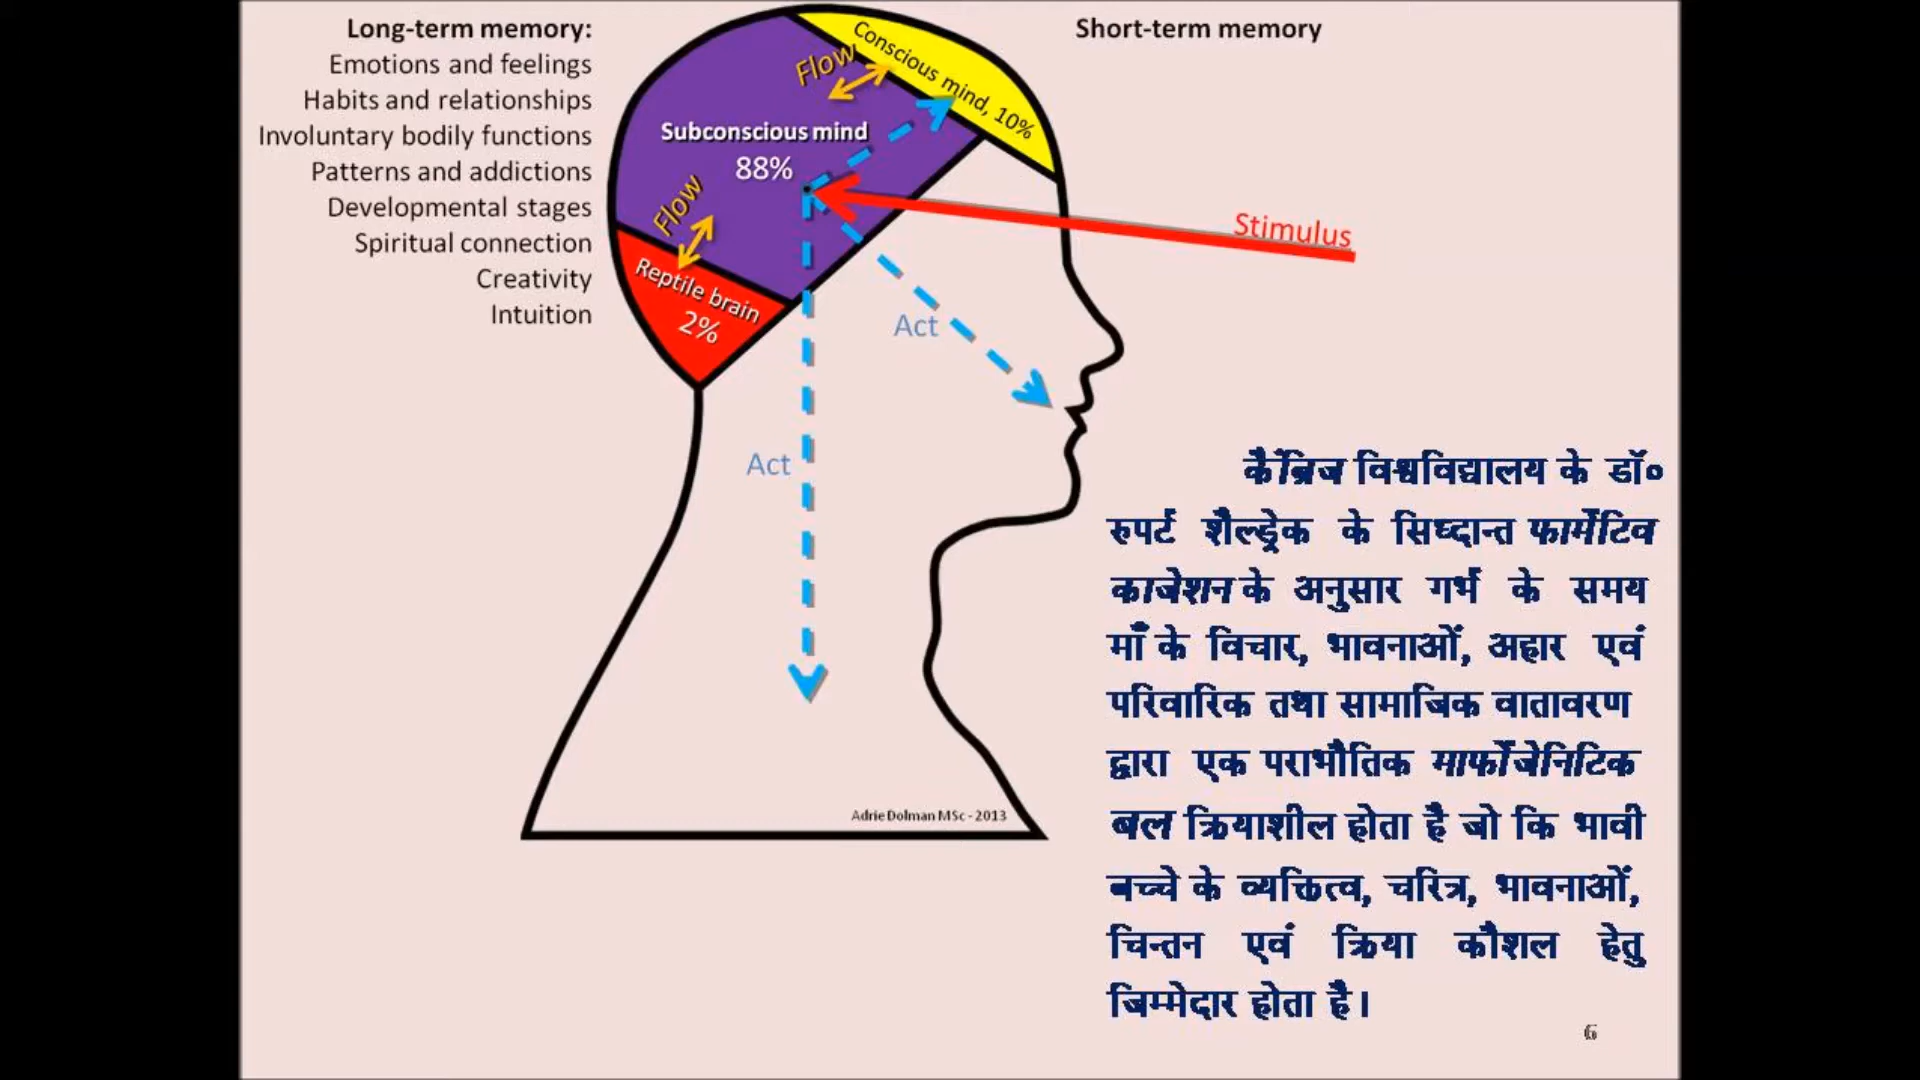 Long-term memory:
Emotions and feelings
Habits and relationships
Involuntary bodily functions
Patterns and addictions
Developmental stages
Spiritual connection
Creativity
Intuition
Short-term memory
Conscious mind, 10%
Flow
Subconscious mind
88%
Flow
Reptile brain
2%
Stimulus
Act
Act
Adrie Dolman MSc - 2013
कैंब्रिज विश्वविद्यालय के डॉ०
रुपर्ट शैल्ड्रेक के सिध्दान्त फार्मेटिव
काजेशन के अनुसार गर्भ के समय
माँ के विचार, भावनाओं, अहार एवं
परिवारिक तथा सामाजिक वातावरण
द्वारा एक पराभौतिक मार्फोजेनिटिक
बल क्रियाशील होता है जो कि भावी
बच्चे के व्यक्तित्व, चरित्र, भावनाओं,
चिन्तन एवं क्रिया कौशल हेतु
जिम्मेदार होता है।
6